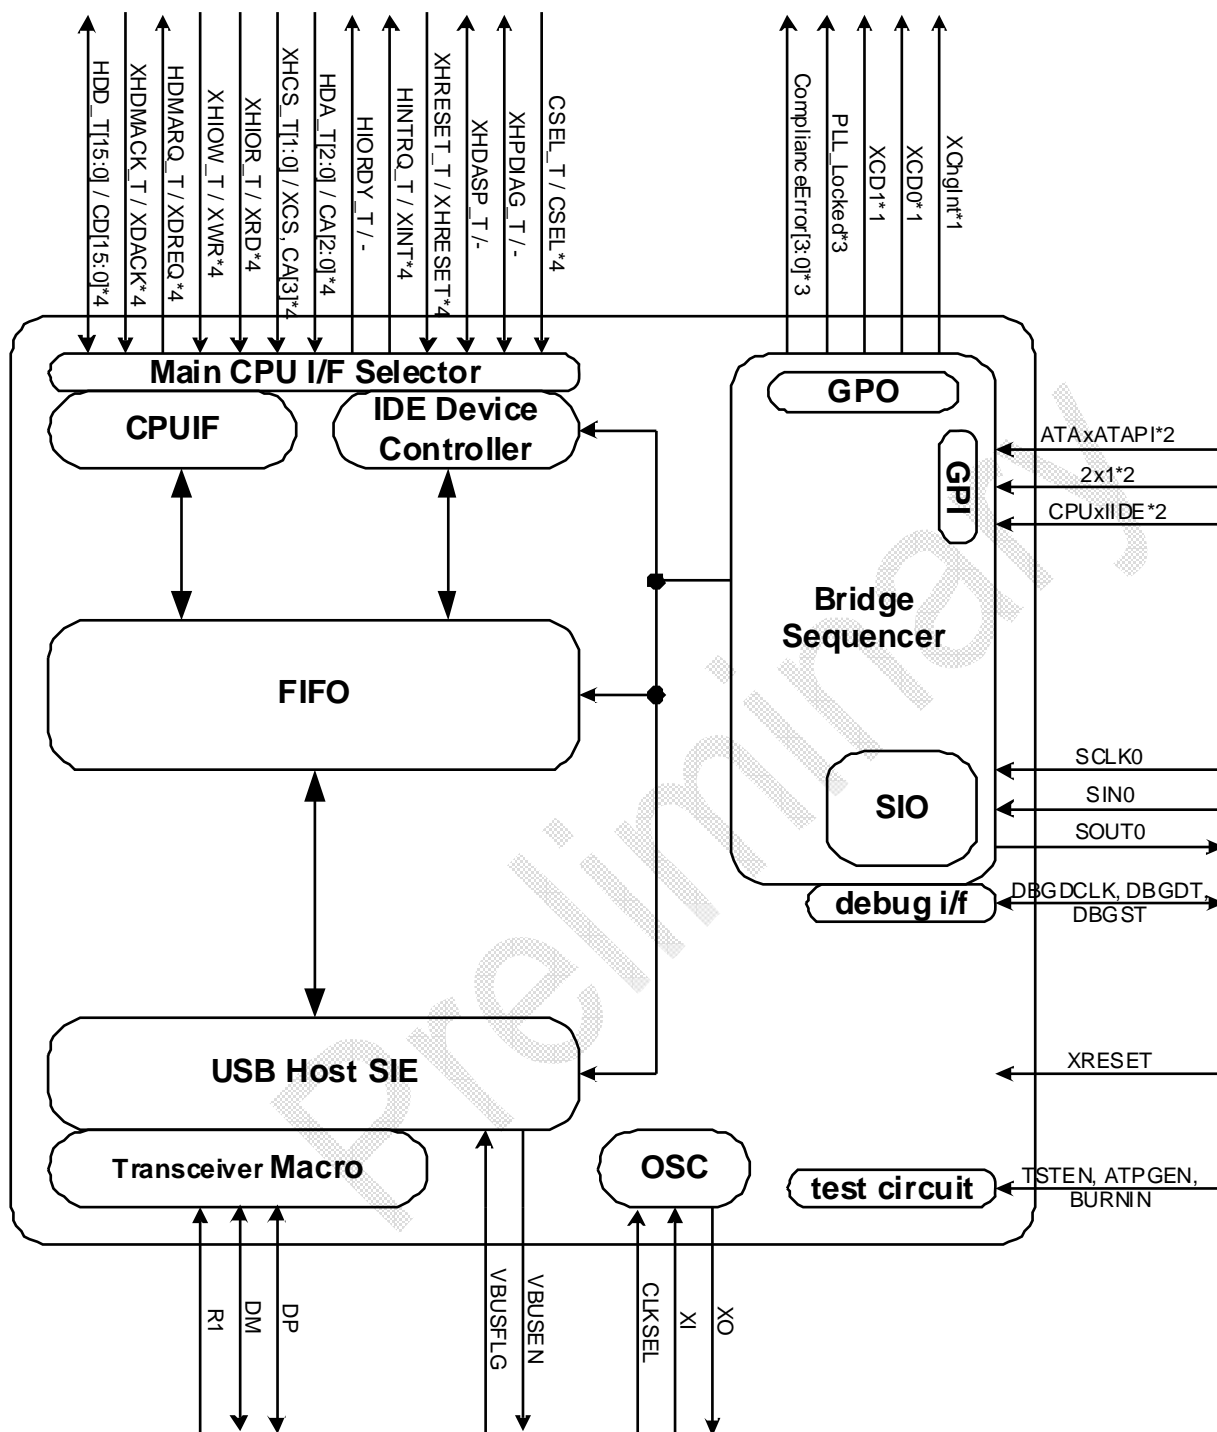 HDD_T[15:0] / CD[15:0]*4
XHDMACK_T / XDACK*4
HDMARQ_T / XDREQ*4
XHIOW_T / XWR*4
XHIOR_T / XRD*4
XHCS_T[1:0] / XCS, CA[3]*4
HDA_T[2:0] / CA[2:0]*4
HIORDY_T / -
HINTRQ_T / XINT*4
XHRESET_T / XHRESET*4
XHDASP_T /-
XHPDIAG_T /-
CSEL_T / CSEL*4
ComplianceError[3:0]*3
PLL_Locked*3
XCD1*1
XCD0*1
XChgInt*1
Main CPU I/F Selector
CPUIF
IDE Device
Controller
GPO
GPI
ATAxATAPI*2
2x1*2
CPUxIIDE*2
Bridge
Sequencer
FIFO
SIO
SCLK0
SIN0
SOUT0
debug i/f
DBGDCLK, DBGDT,
DBGST
USB Host SIE
XRESET
Transceiver Macro
OSC
test circuit
TSTEN, ATPGEN,
BURNIN
R1
DM
DP
VBUSFLG
VBUSEN
CLKSEL
XI
XO
Preliminary